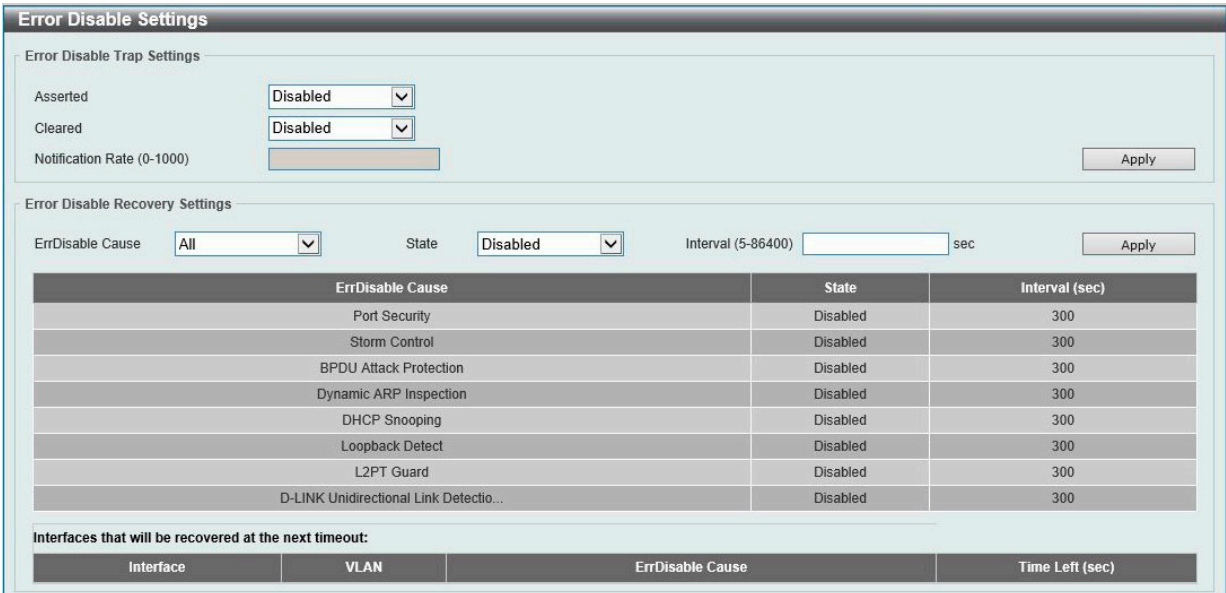 Error Disable Settings
Error Disable Trap Settings
Asserted Disabled
Cleared Disabled
Notification Rate (0-1000) Apply
Error Disable Recovery Settings
ErrDisable Cause All State Disabled Interval (5-86400) sec Apply
ErrDisable Cause State Interval (sec)
Port Security Disabled 300
Storm Control Disabled 300
BPDU Attack Protection Disabled 300
Dynamic ARP Inspection Disabled 300
DHCP Snooping Disabled 300
Loopback Detect Disabled 300
L2PT Guard Disabled 300
D-LINK Unidirectional Link Detectio... Disabled 300
Interfaces that will be recovered at the next timeout:
Interface VLAN ErrDisable Cause Time Left (sec)